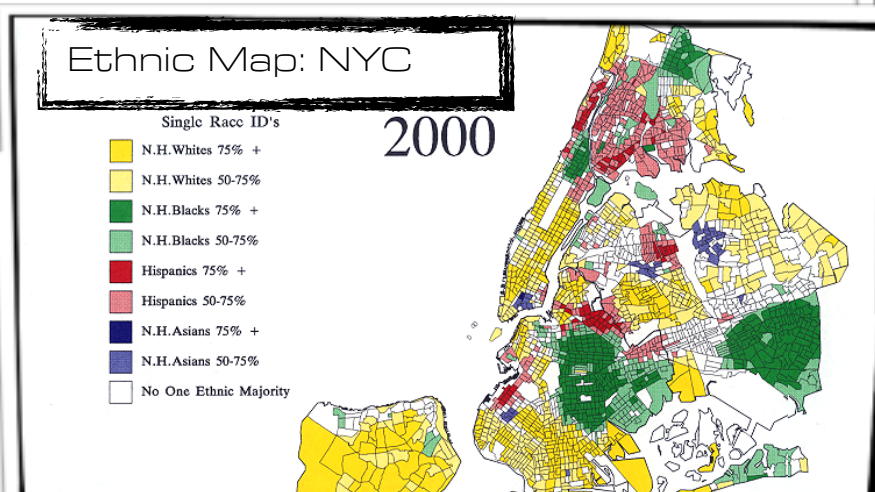 Ethnic Map: NYC
Single Race ID's
2000
N.H.Whites 75% +
N.H.Whites 50-75%
N.H.Blacks 75% +
N.H.Blacks 50-75%
Hispanics 75% +
Hispanics 50-75%
N.H.Asians 75% +
N.H.Asians 50-75%
No One Ethnic Majority